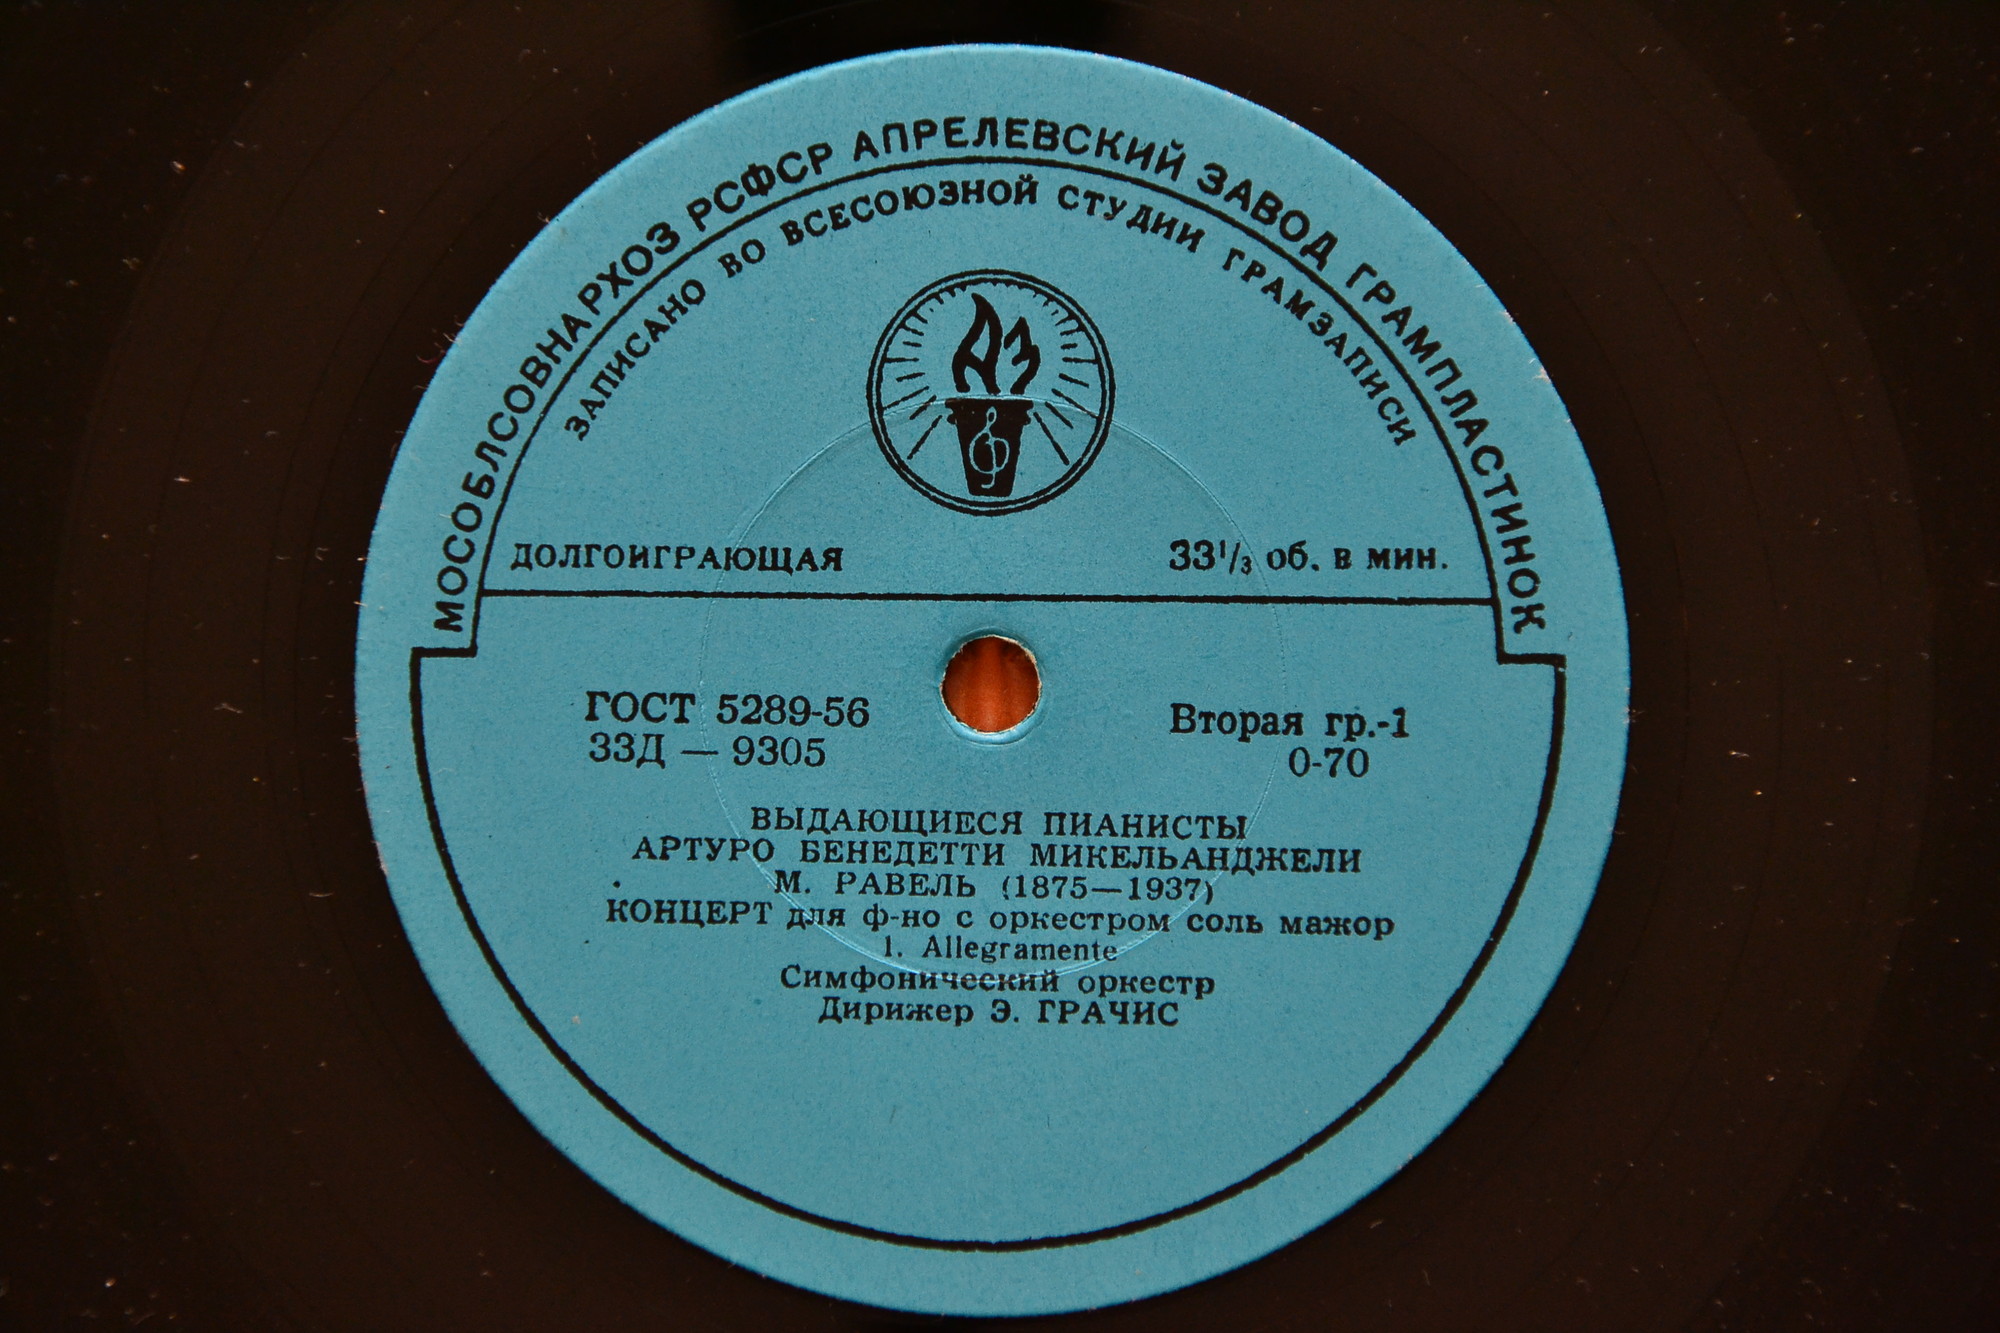 МОСОБЛСОВНАРХОЗ РСФСР АПРЕЛЕВСКИЙ ЗАВОД ГРАМПЛАСТИНОК
ЗАПИСАНО ВО ВСЕСОЮЗНОЙ СТУДИИ ГРАМЗАПИСИ
АЗ
ДОЛГОИГРАЮЩАЯ
33¹/₃ об. в мин.
ГОСТ 5289-56
33Д — 9305
Вторая гр.-1
0-70
ВЫДАЮЩИЕСЯ ПИАНИСТЫ
АРТУРО БЕНЕДЕТТИ МИКЕЛЬАНДЖЕЛИ
М. РАВЕЛЬ (1875—1937)
КОНЦЕРТ для ф-но с оркестром соль мажор
1. Allegramente
Симфонический оркестр
Дирижер Э. ГРАЧИС